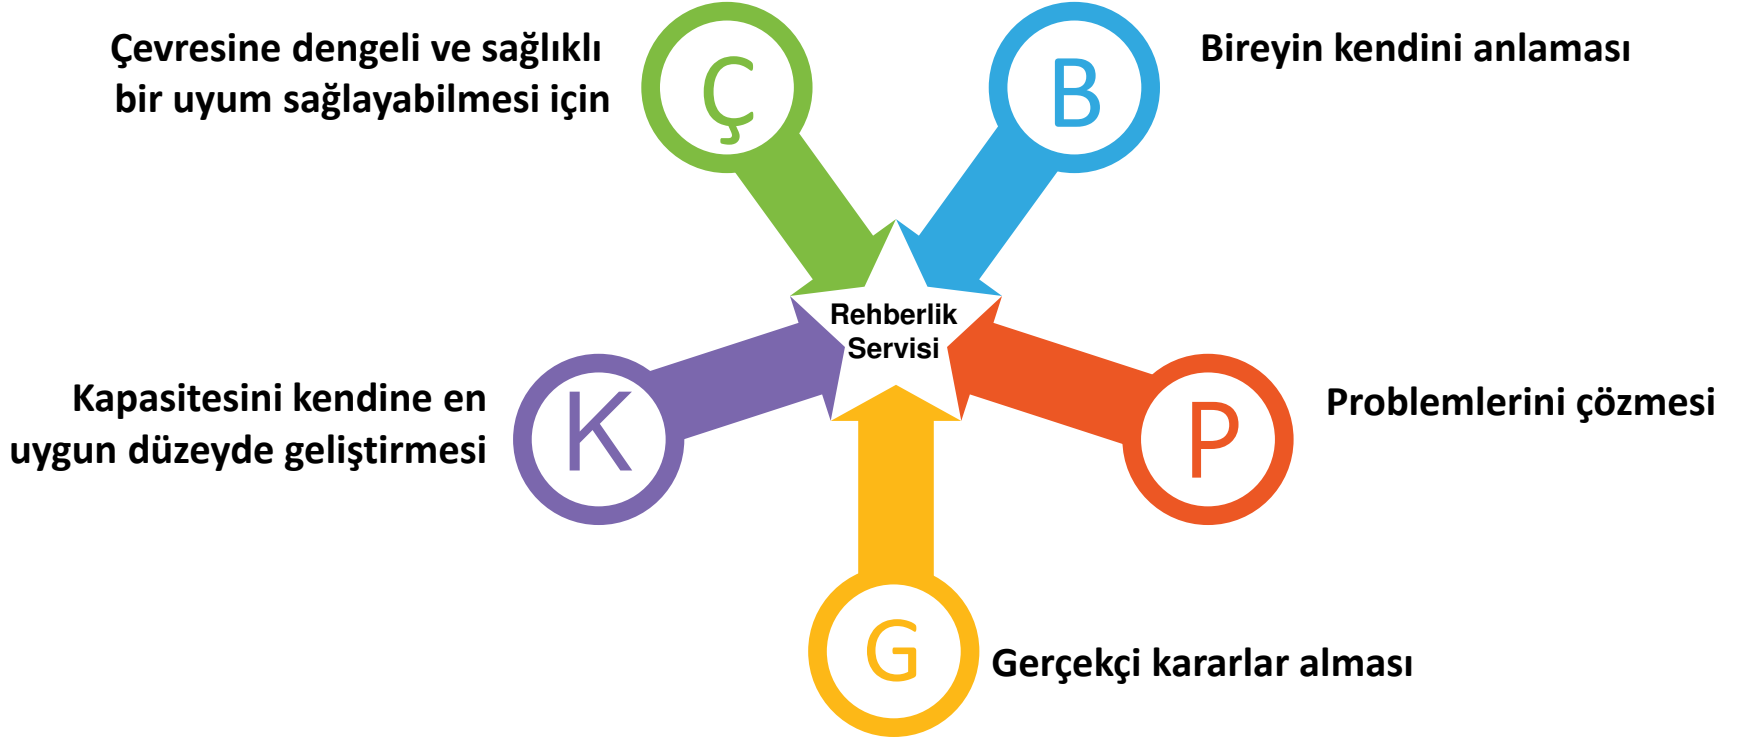 Çevresine dengeli ve sağlıklı
bir uyum sağlayabilmesi için
Ç
B
Bireyin kendini anlaması
Rehberlik
Servisi
Kapasitesini kendine en
uygun düzeyde geliştirmesi
K
P
Problemlerini çözmesi
G
Gerçekçi kararlar alması